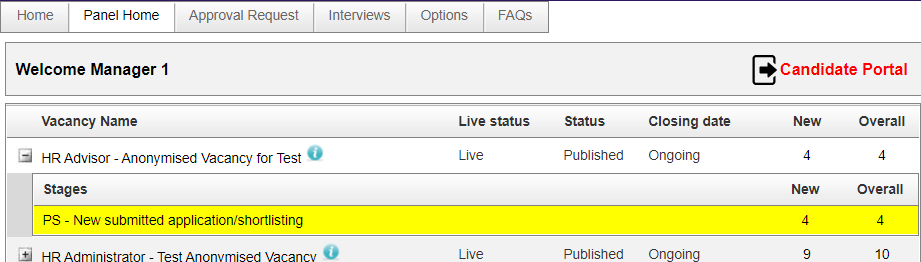 Home Panel Home Approval Request Interviews Options FAQs
Welcome Manager 1 Candidate Portal
Vacancy Name Live status Status Closing date New Overall
HR Advisor - Anonymised Vacancy for Test Live Published Ongoing 4 4
Stages New Overall
PS - New submitted application/shortlisting 4 4
HR Administrator - Test Anonymised Vacancy Live Published Ongoing 9 10